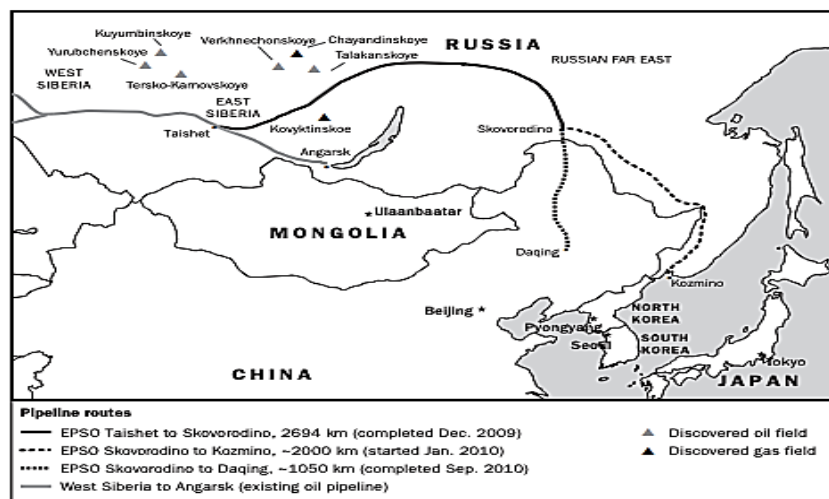 Kuyumbinskoye
Verkhnechonskoye
Chayandinskoye
RUSSIA
Yurubchenskoye
Talakanskoye
RUSSIAN FAR EAST
WEST
SIBERIA
Tersko-Kamovskoye
EAST
SIBERIA
Taishet
Kovyktinskoe
Skovorodino
Angarsk
Ulaanbaatar
MONGOLIA
Daqing
Kozmino
Beijing
NORTH
KOREA
Pyongyang
Seoul
SOUTH
KOREA
Tokyo
CHINA
JAPAN
Pipeline routes
EPSO Taishet to Skovorodino, 2694 km (completed Dec. 2009)
EPSO Skovorodino to Kozmino, ~2000 km (started Jan. 2010)
EPSO Skovorodino to Daqing, ~1050 km (completed Sep. 2010)
West Siberia to Angarsk (existing oil pipeline)
Discovered oil field
Discovered gas field